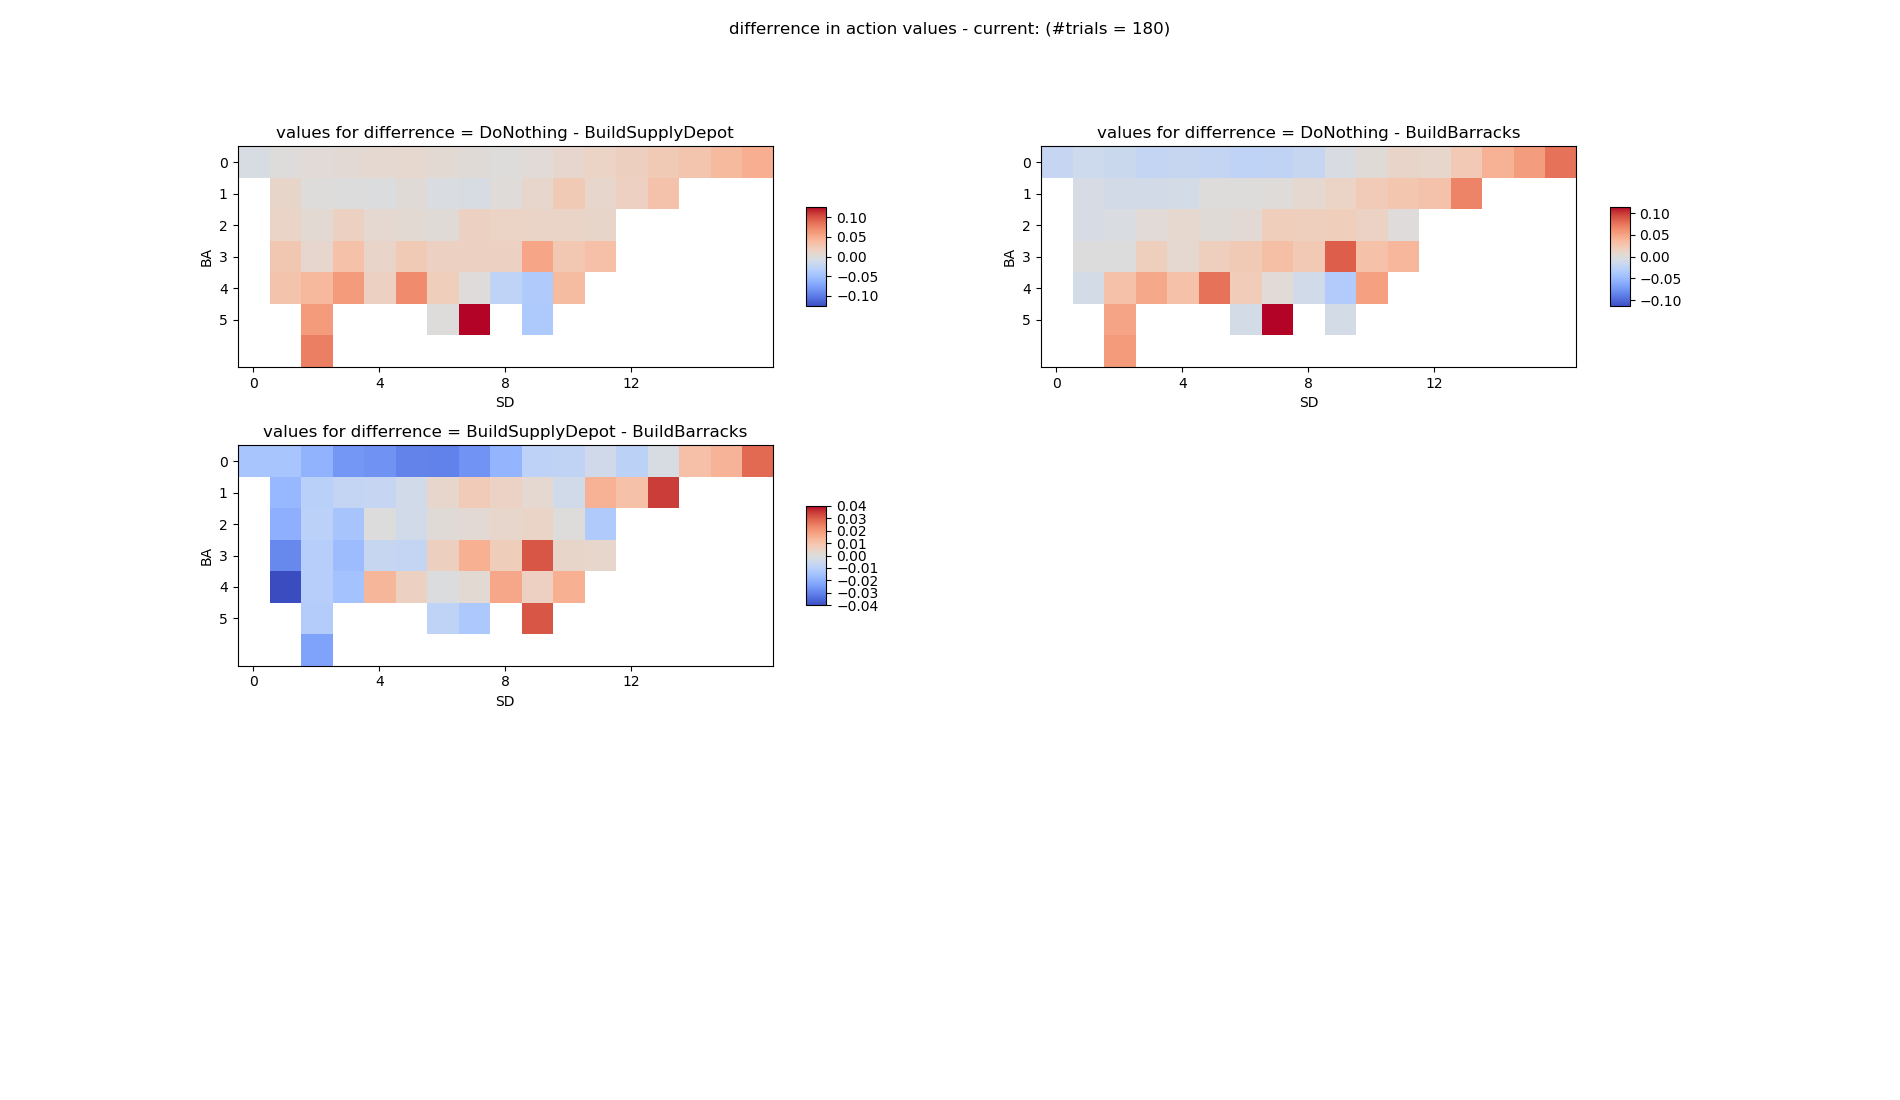 differrence in action values - current: (#trials = 180)
values for differrence = DoNothing - BuildSupplyDepot
0
1
2
3
4
5
BA
0 4 8 12
SD
0.10
0.05
0.00
−0.05
−0.10
values for differrence = DoNothing - BuildBarracks
0
1
2
3
4
5
BA
0 4 8 12
SD
0.10
0.05
0.00
−0.05
−0.10
values for differrence = BuildSupplyDepot - BuildBarracks
0
1
2
3
4
5
BA
0 4 8 12
SD
0.04
0.03
0.02
0.01
0.00
−0.01
−0.02
−0.03
−0.04